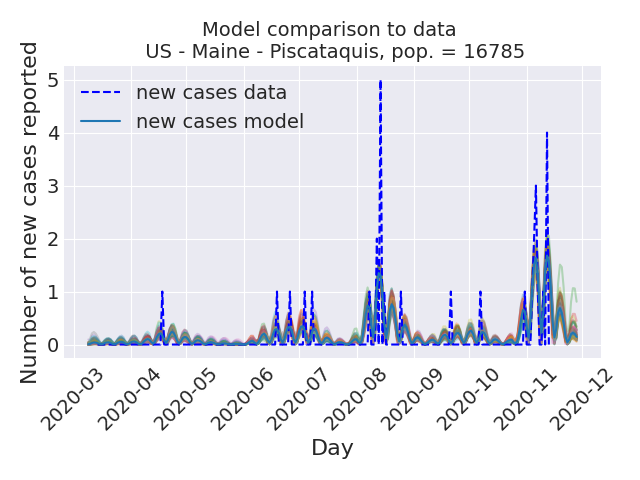 Model comparison to data
US - Maine - Piscataquis, pop. = 16785
Number of new cases reported
5
4
3
2
1
0
new cases data
new cases model
2020-03
2020-04
2020-05
2020-06
2020-07
2020-08
2020-09
2020-10
2020-11
2020-12
Day